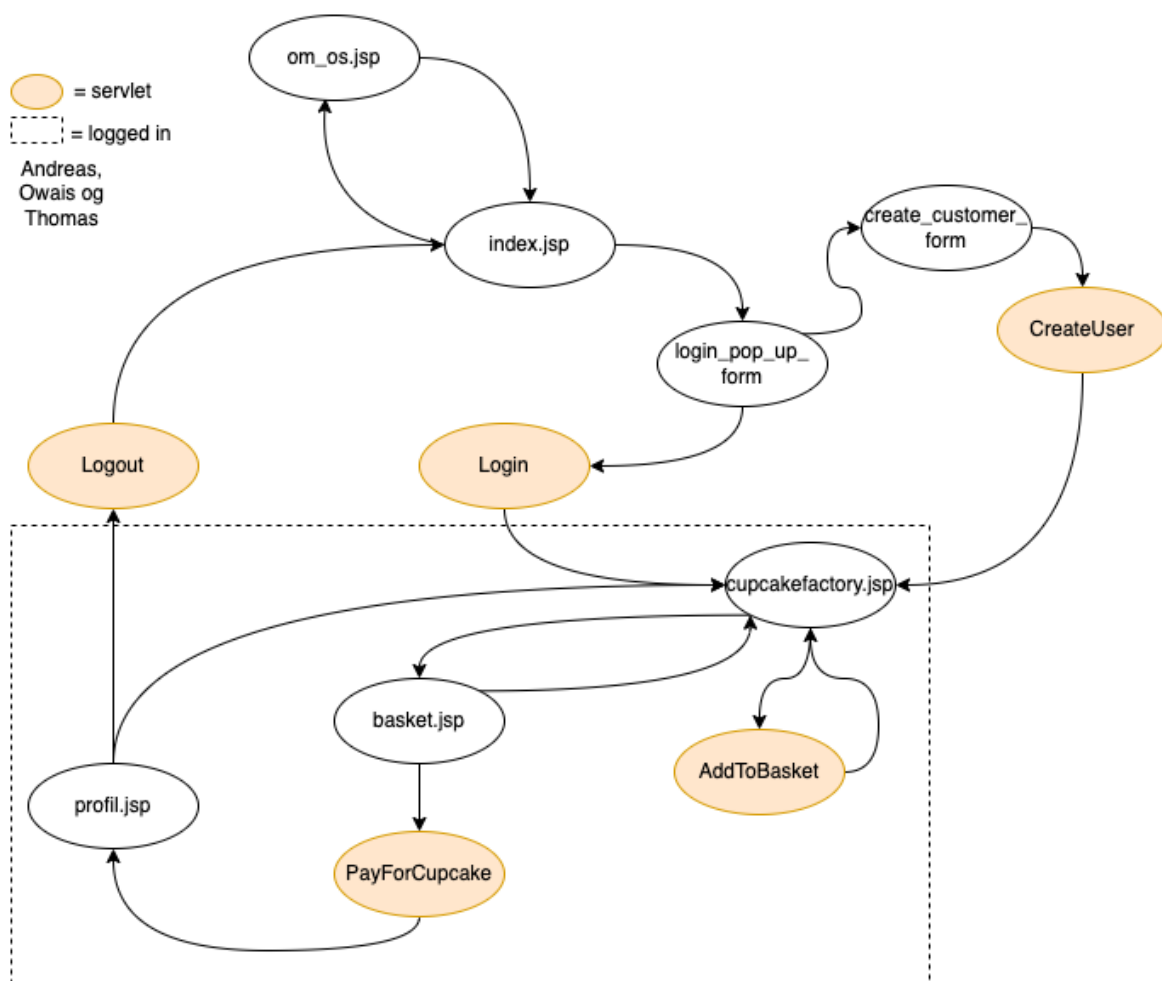 om_os.jsp
= servlet
= logged in
Andreas,
Owais og
Thomas
create_customer_
form
index.jsp
CreateUser
login_pop_up_
form
Logout
Login
cupcakefactory.jsp
basket.jsp
AddToBasket
profil.jsp
PayForCupcake